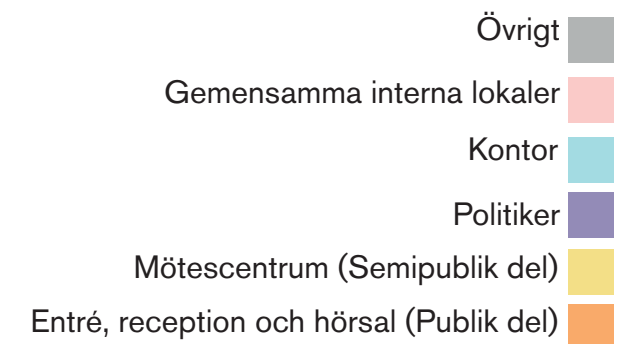 Övrigt
Gemensamma interna lokaler
Kontor
Politiker
Mötescentrum (Semipublik del)
Entré, reception och hörsal (Publik del)